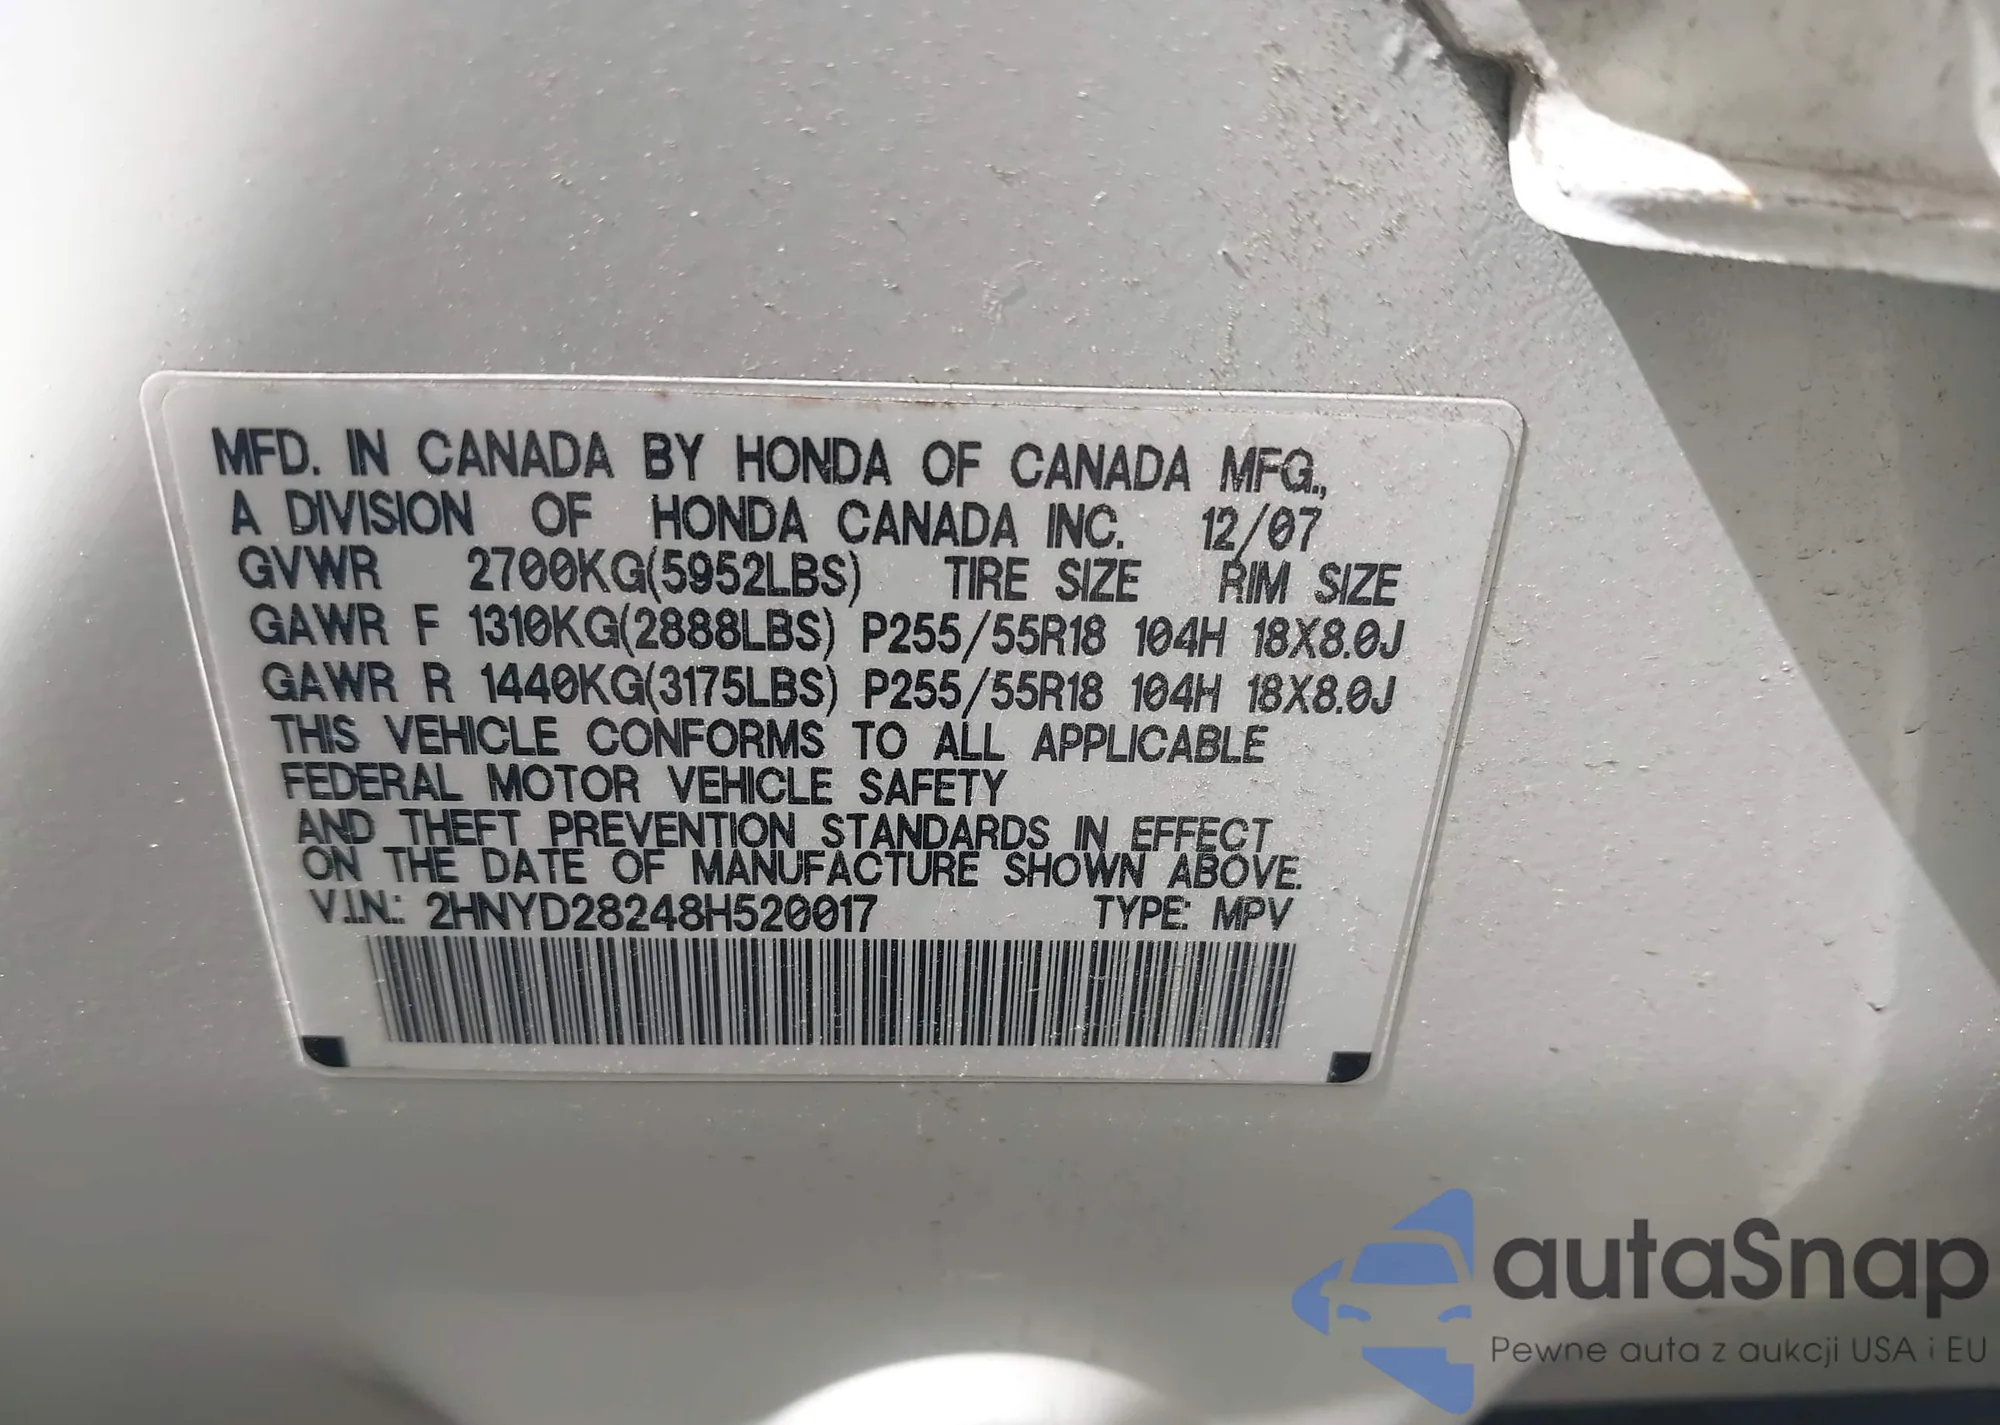 MFD. IN CANADA BY HONDA OF CANADA MFG.,
A DIVISION OF HONDA CANADA INC. 12/07
GVWR 2700KG(5952LBS) TIRE SIZE RIM SIZE
GAWR F 1310KG(2888LBS) P255/55R18 104H 18X8.0J
GAWR R 1440KG(3175LBS) P255/55R18 104H 18X8.0J
THIS VEHICLE CONFORMS TO ALL APPLICABLE
FEDERAL MOTOR VEHICLE SAFETY
AND THEFT PREVENTION STANDARDS IN EFFECT
ON THE DATE OF MANUFACTURE SHOWN ABOVE.
V.I.N.: 2HNYD28248H520017 TYPE: MPV
autaSnap
Pewne auta z aukcji USA i EU